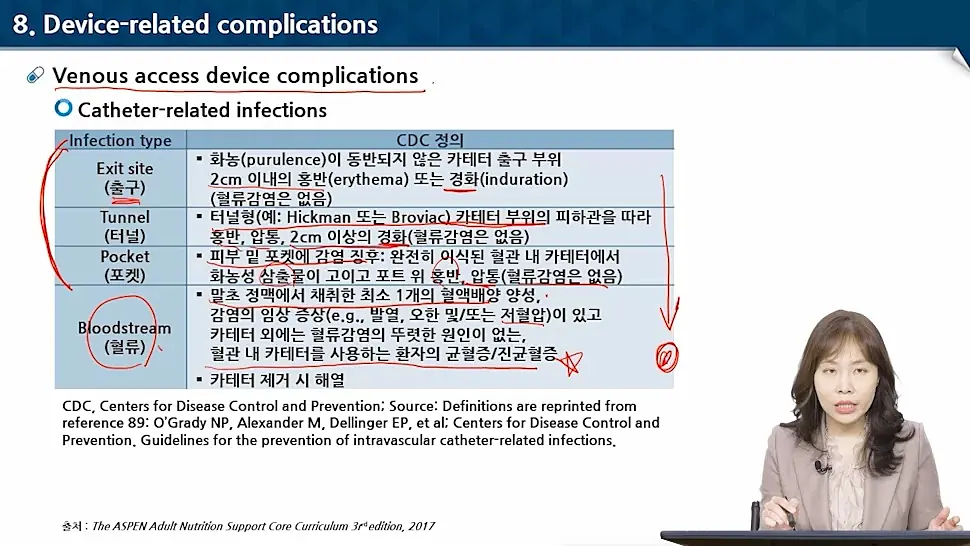 8. Device-related complications
Venous access device complications
Catheter-related infections
Infection type
CDC 정의
Exit site
(출구)
▪ 화농(purulence)이 동반되지 않은 카테터 출구 부위
2cm 이내의 홍반(erythema) 또는 경화(induration)
(혈류감염은 없음)
Tunnel
(터널)
▪ 터널형(예: Hickman 또는 Broviac) 카테터 부위의 피하관을 따라
홍반, 압통, 2cm 이상의 경화(혈류감염은 없음)
Pocket
(포켓)
▪ 피부 밑 포켓에 감염 징후: 완전히 이식된 혈관 내 카테터에서
화농성 삼출물이 고이고 포트 위 홍반, 압통(혈류감염은 없음)
Bloodstream
(혈류)
▪ 말초 정맥에서 채취한 최소 1개의 혈액배양 양성,
감염의 임상 증상(e.g., 발열, 오한 및/또는 저혈압)이 있고
카테터 외에는 혈류감염의 뚜렷한 원인이 없는,
혈관 내 카테터를 사용하는 환자의 균혈증/진균혈증
▪ 카테터 제거 시 해열
CDC, Centers for Disease Control and Prevention; Source: Definitions are reprinted from
reference 89: O'Grady NP, Alexander M, Dellinger EP, et al; Centers for Disease Control and
Prevention. Guidelines for the prevention of intravascular catheter-related infections.
출처 : The ASPEN Adult Nutrition Support Core Curriculum 3rd edition, 2017